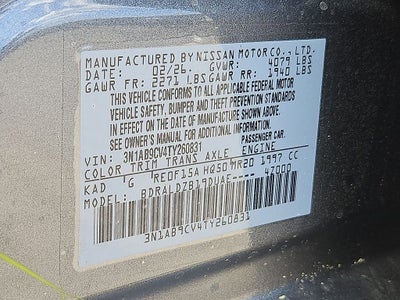 MANUFACTURED BY NISSAN MOTOR CO., LTD.
DATE: 02/26. GVWR: 4079 LBS
GAWR FR: 2271 LBS GAWR RR: 1940 LBS
THIS VEHICLE CONFORMS TO ALL APPLICABLE FEDERAL MOTOR
VEHICLE SAFETY, BUMPER AND THEFT PREVENTION STANDARDS
IN EFFECT ON THE DATE OF MANUFACTURE SHOWN ABOVE.
SEE OWNER'S MANUAL FOR ADDITIONAL INFORMATION.
VIN: 3N1AB9CV4TY260831 PASSENGER CAR.
COLOR TRIM TRANS AXLE ENGINE
KAD G RE0F15A HQ50 MR20 1997 CC
MODEL: BDRALDZB19DUAE---- 47000
3N1AB9CV4TY260831